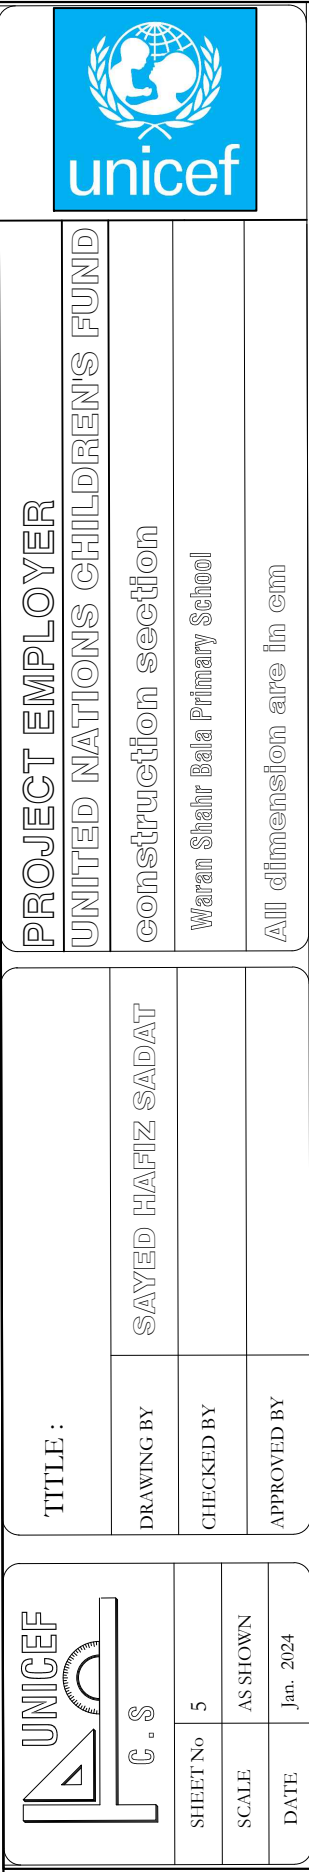 unicef
PROJECT EMPLOYER
UNITED NATIONS CHILDREN'S FUND
construction section
Waran Shahr Bala Primary School
All dimension are in cm
TITLE :
DRAWING BY SAYED HAFIZ SADAT
CHECKED BY
APPROVED BY
UNICEF
C . S
SHEET No 5
SCALE AS SHOWN
DATE Jan. 2024